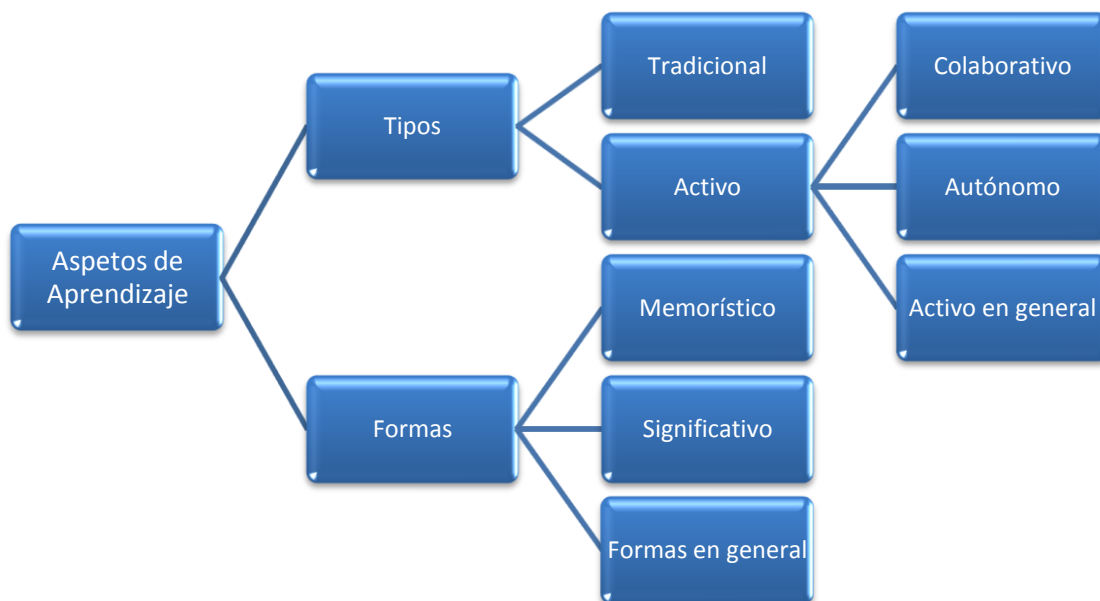 Aspetos de
Aprendizaje
Tipos
Tradicional
Activo
Colaborativo
Autónomo
Activo en general
Formas
Memorístico
Significativo
Formas en general